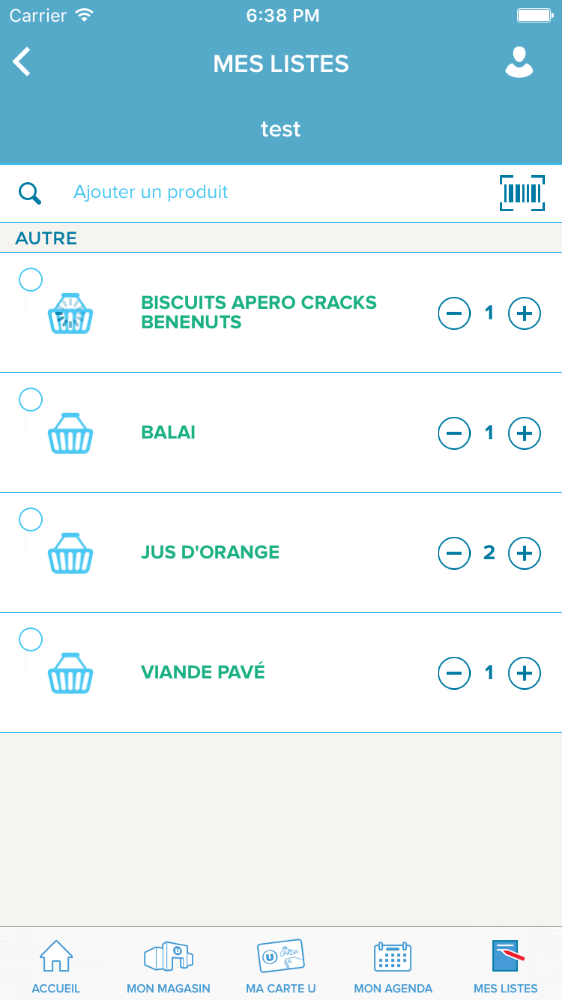 Carrier 6:38 PM
MES LISTES
test
Ajouter un produit
AUTRE
BISCUITS APERO CRACKS
BENENUTS
1
BALAI
1
JUS D'ORANGE
2
VIANDE PAVÉ
1
U
U Carte
ACCUEIL MON MAGASIN MA CARTE U MON AGENDA MES LISTES